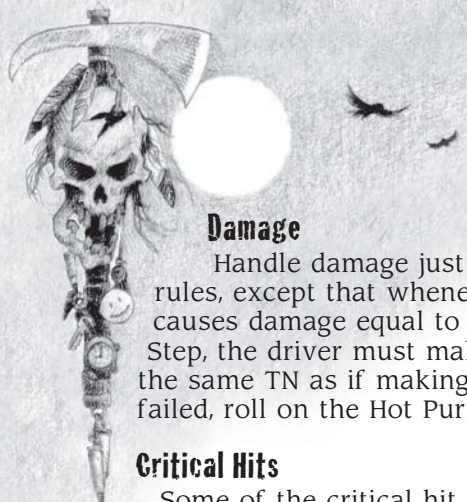 Damage
Handle damage just
rules, except that whene
causes damage equal to
Step, the driver must mal
the same TN as if making
failed, roll on the Hot Pur
Critical Hits
Some of the critical hit